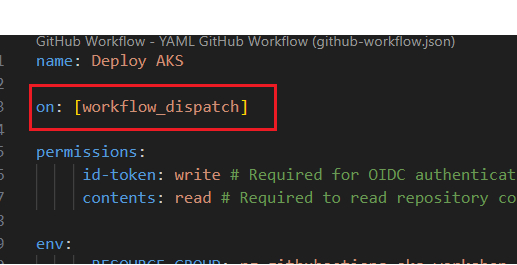 GitHub Workflow - YAML GitHub Workflow (github-workflow.json)
1 name: Deploy AKS
2
3 on: [workflow_dispatch]
4
5 permissions:
6 id-token: write # Required for OIDC authenticat
7 contents: read # Required to read repository co
8
9 env:
RESOURCE_GROUP: